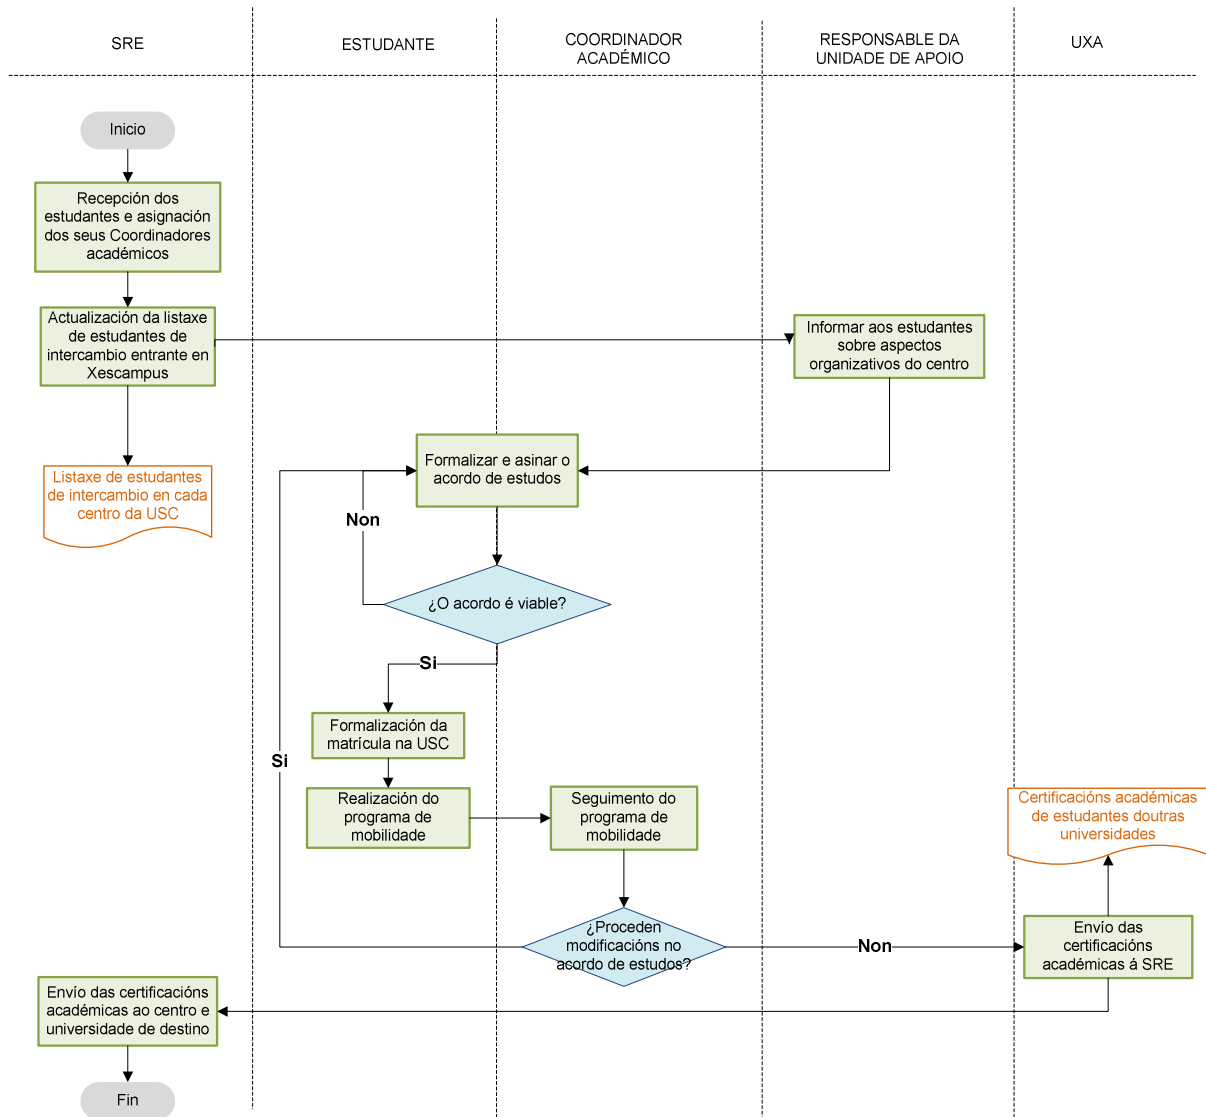 SRE
ESTUDANTE
COORDINADOR
ACADÉMICO
RESPONSABLE DA
UNIDADE DE APOIO
UXA
Inicio
Recepción dos
estudantes e asignación
dos seus Coordinadores
académicos
Actualización da listaxe
de estudantes de
intercambio entrante en
Xescampus
Informar aos estudantes
sobre aspectos
organizativos do centro
Listaxe de estudantes
de intercambio en cada
centro da USC
Formalizar e asinar o
acordo de estudos
Non
¿O acordo é viable?
Si
Formalización da
matrícula na USC
Si
Realización do
programa de
mobilidade
Seguimento do
programa de
mobilidade
Certificacións académicas
de estudantes doutras
universidades
¿Proceden
modificacións no
acordo de estudos?
Non
Envío das
certificacións
académicas á SRE
Envío das certificacións
académicas ao centro e
universidade de destino
Fin